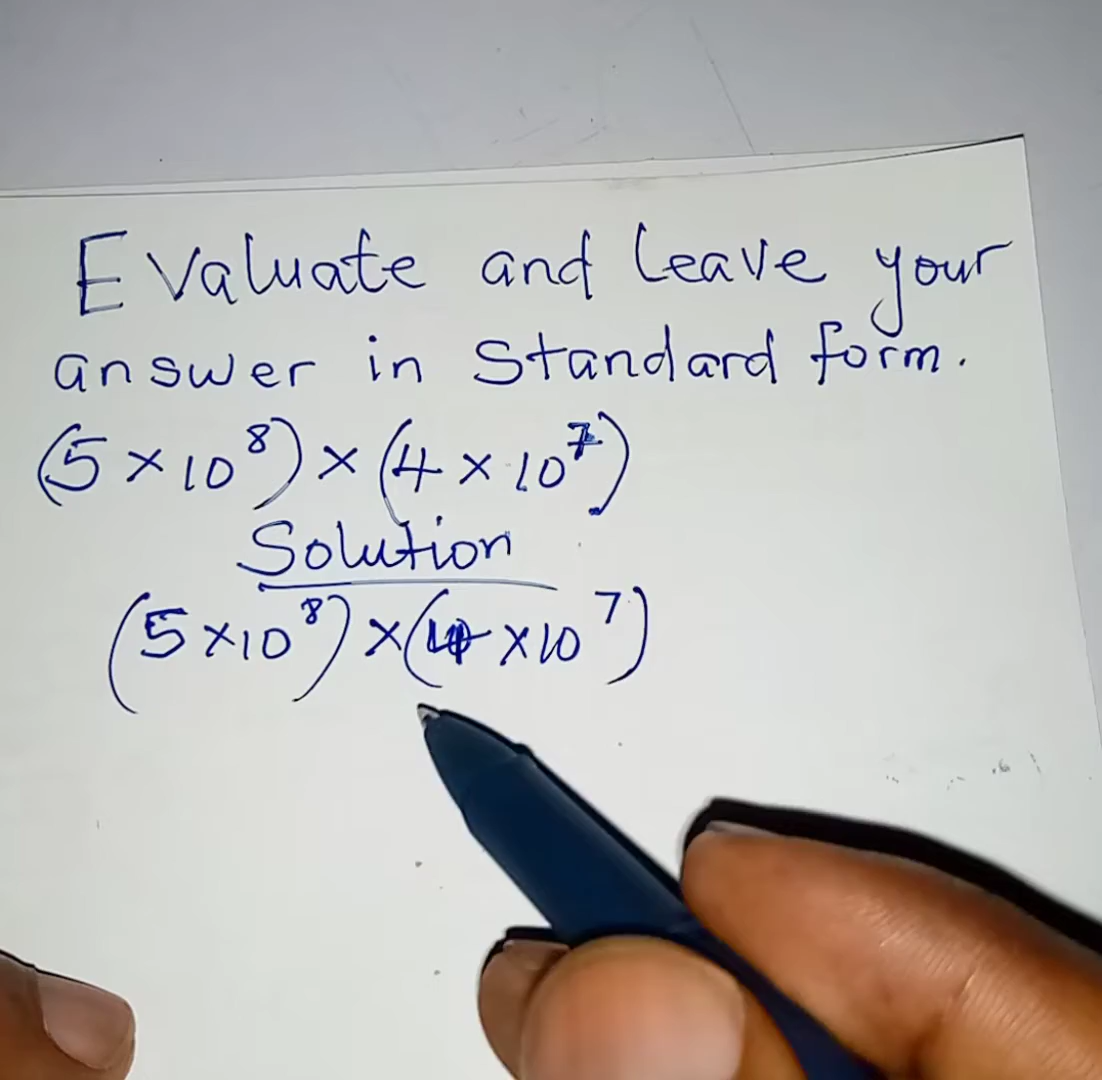 Evaluate and leave your
answer in standard form.
(5 × 10⁸) × (4 × 10⁷)
Solution
(5 × 10⁸) × (4 × 10⁷)